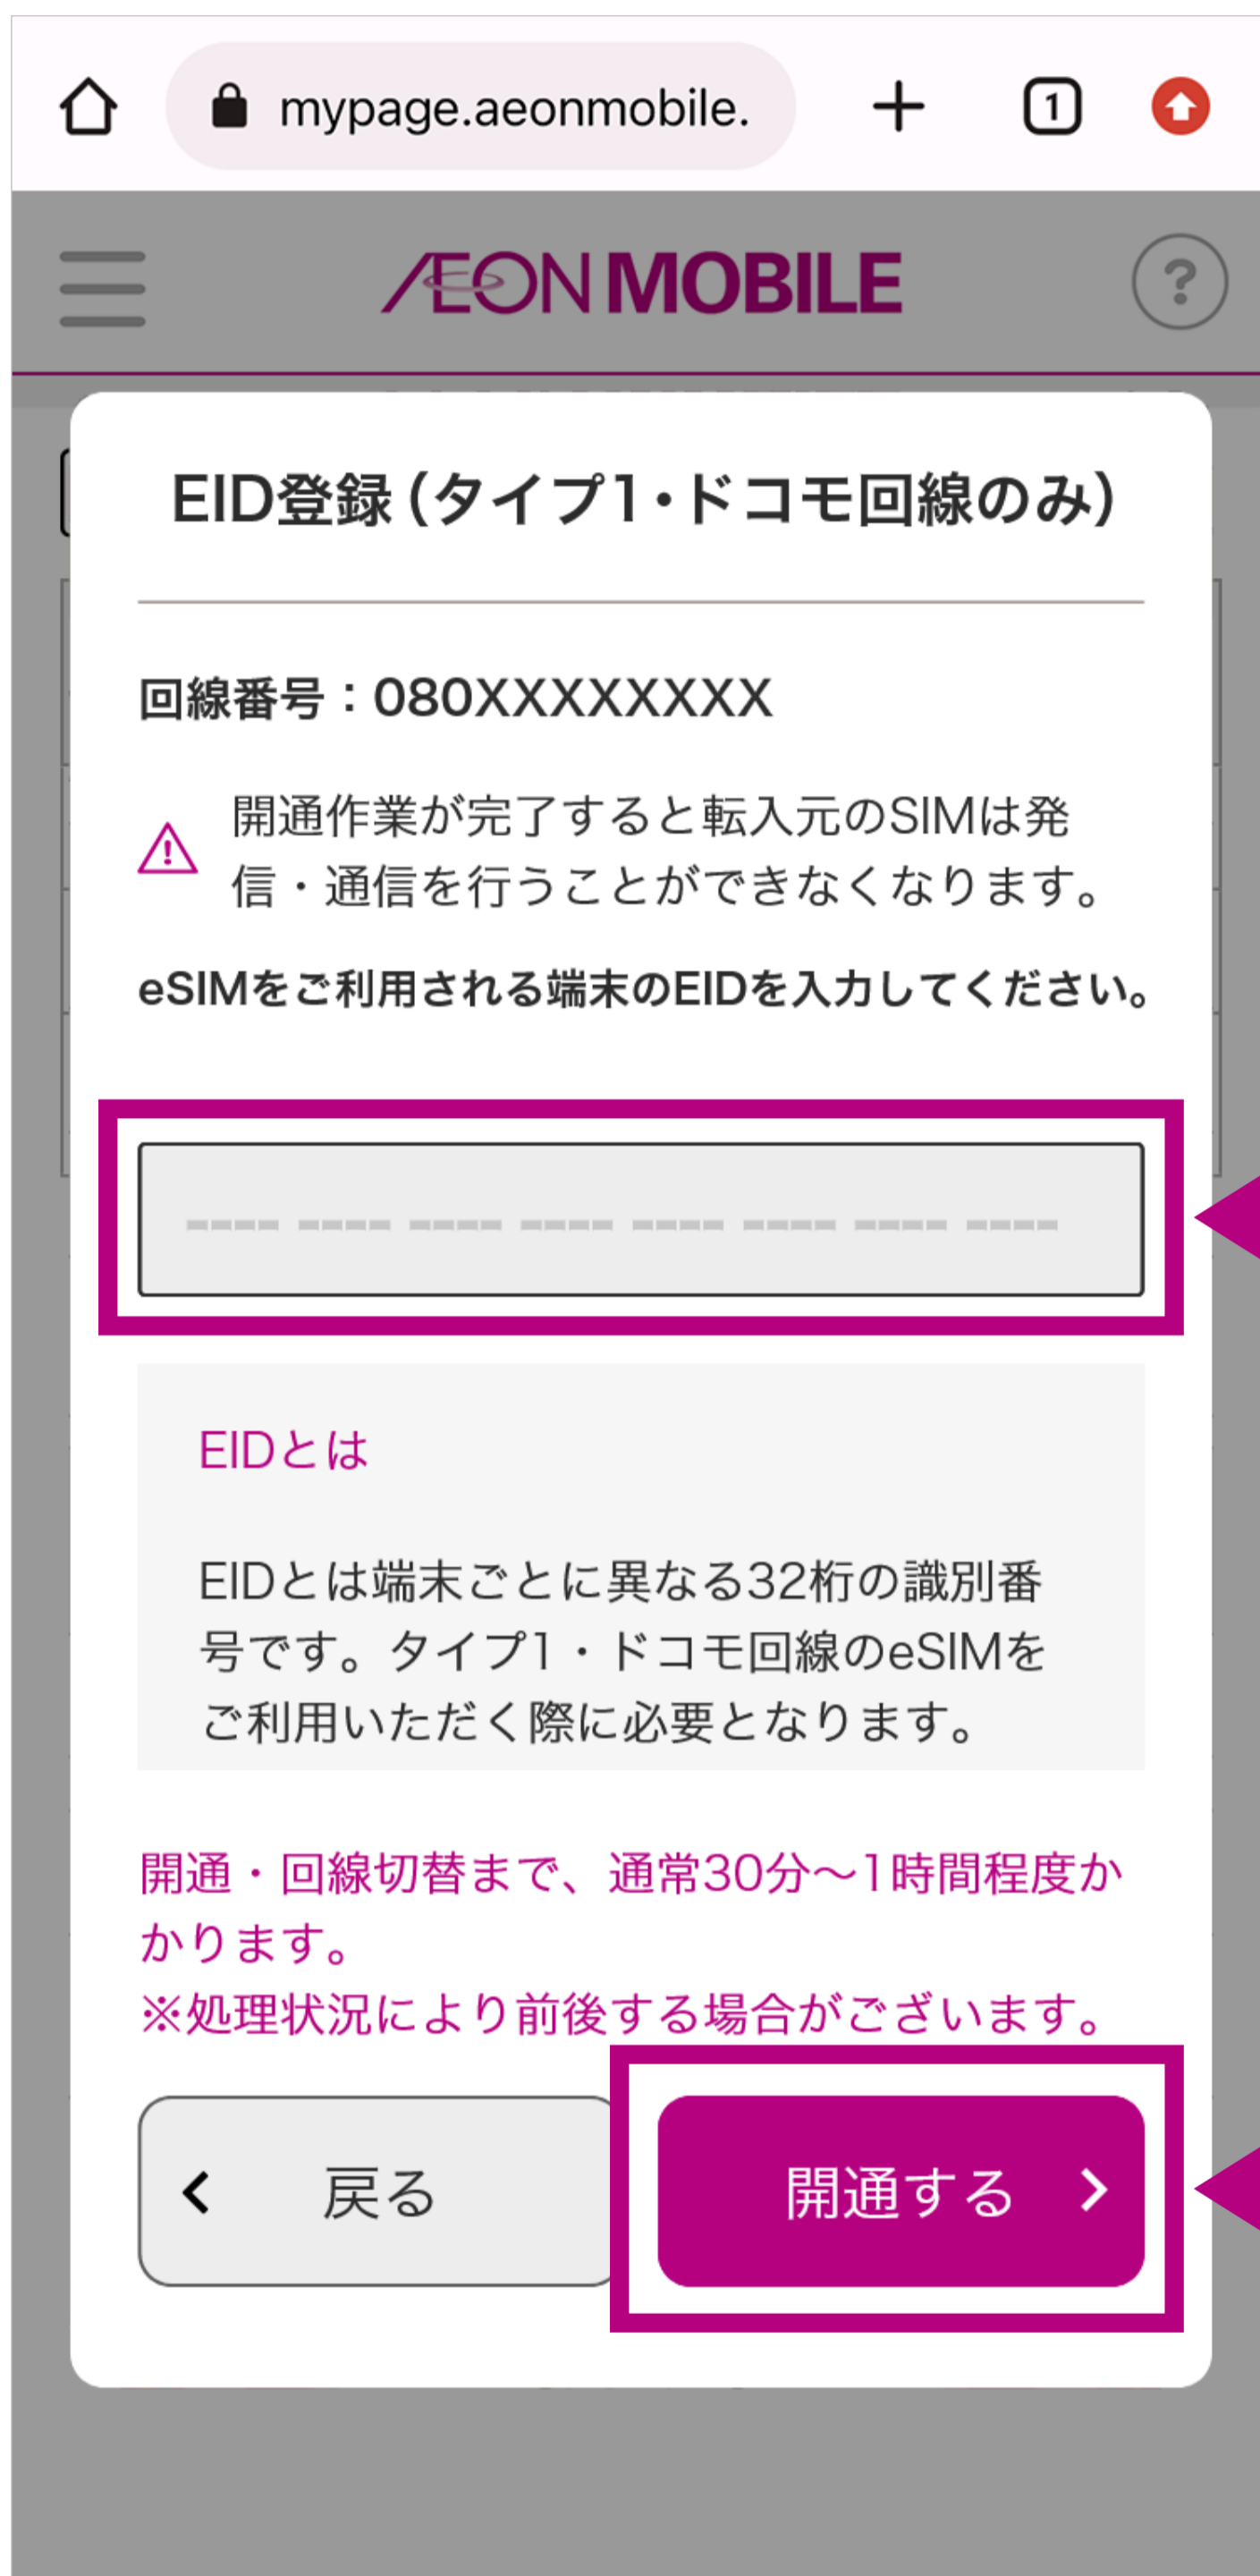 mypage.aeonmobile.
1
ÆON MOBILE
?
EID登録（タイプ1・ドコモ回線のみ）
回線番号：080XXXXXXXX
開通作業が完了すると転入元のSIMは発
信・通信を行うことができなくなります。
eSIMをご利用される端末のEIDを入力してください。
EIDとは
EIDとは端末ごとに異なる32桁の識別番
号です。タイプ1・ドコモ回線のeSIMを
ご利用いただく際に必要となります。
開通・回線切替まで、通常30分〜1時間程度か
かります。
※処理状況により前後する場合がございます。
戻る
開通する